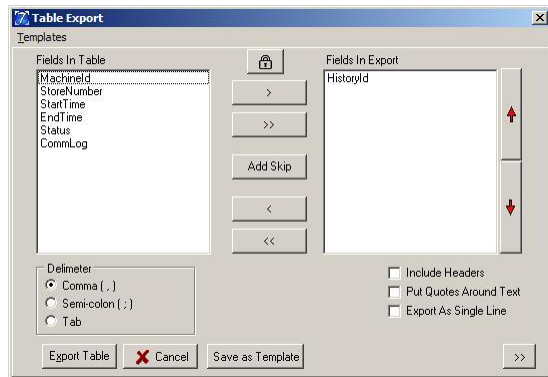 Table Export
Templates
Fields In Table
MachineId
StoreNumber
StartTime
EndTime
Status
CommLog
>
>>
Add Skip
<
<<
Fields In Export
HistoryId
Delimeter
Comma ( , )
Semi-colon ( ; )
Tab
Include Headers
Put Quotes Around Text
Export As Single Line
Export Table
Cancel
Save as Template
>>